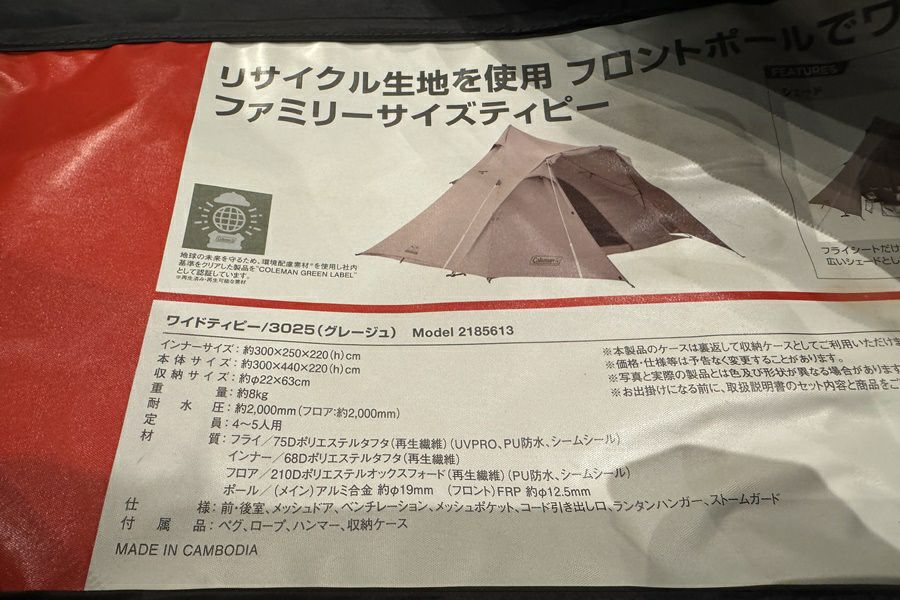 リサイクル生地を使用 フロントポールでワ
ファミリーサイズティピー
FEATURES
シェード
Coleman
Coleman
地球の未来を守るため、環境配慮素材※を使用し社内
基準をクリアした製品を"COLEMAN GREEN LABEL"
として認証しています。
※再生済み・再生可能な素材
フライシートだけ
広いシェードとし
ワイドティピー/3025(グレージュ) Model 2185613
インナーサイズ:約300×250×220(h)cm
本体サイズ:約300×440×220(h)cm
収納サイズ:約φ22×63cm
重量:約8kg
耐水圧:約2,000mm(フロア:約2,000mm)
定員:4〜5人用
材質:フライ/75Dポリエステルタフタ(再生繊維)(UVPRO、PU防水、シームシール)
インナー/68Dポリエステルタフタ(再生繊維)
フロア/210Dポリエステルオックスフォード(再生繊維)(PU防水、シームシール)
ポール/(メイン)アルミ合金 約φ19mm (フロント)FRP 約φ12.5mm
仕様:前・後室、メッシュドア、ベンチレーション、メッシュポケット、コード引き出し口、ランタンハンガー、ストームガード
付属品:ペグ、ロープ、ハンマー、収納ケース
MADE IN CAMBODIA
※本製品のケースは裏返して収納ケースとしてご利用いただけま
※価格・仕様等は予告なく変更することがあります。
※写真と実際の製品とは色及び形状が異なる場合があります
※お出掛けになる前に、取扱説明書のセット内容と商品をご